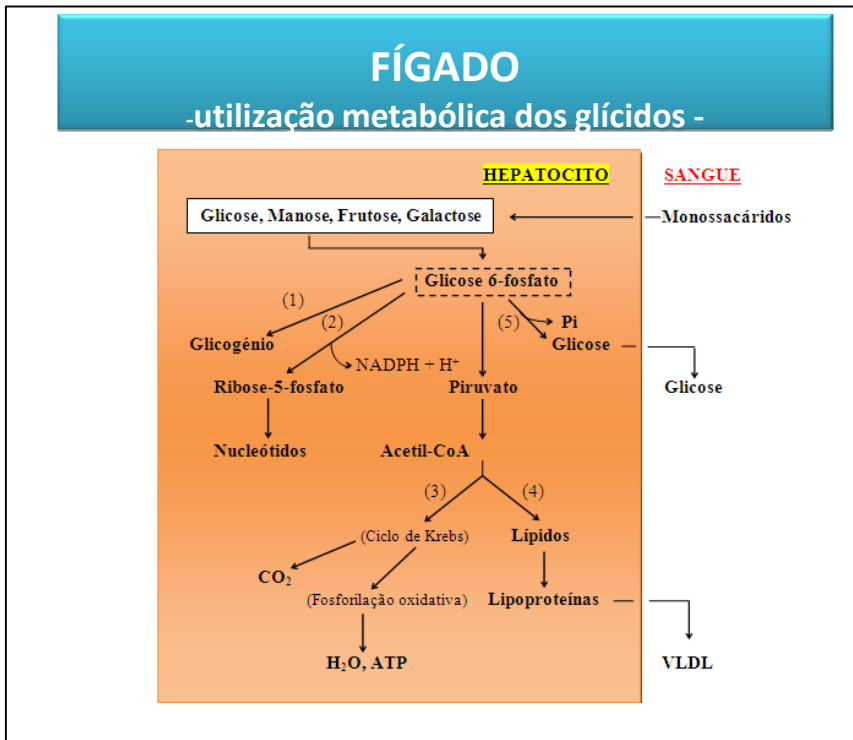 FÍGADO
-utilização metabólica dos glícidos -
HEPATOCITO SANGUE
Glicose, Manose, Frutose, Galactose
Monossacáridos
Glicose 6-fosfato
(1)
(2)
(5)
Pi
Glicogénio
Glicose
NADPH + H⁺
Ribose-5-fosfato
Piruvato
Glicose
Nucleótidos
Acetil-CoA
(3)
(4)
(Ciclo de Krebs)
Lípidos
CO₂
(Fosforilação oxidativa)
Lipoproteínas
H₂O, ATP
VLDL